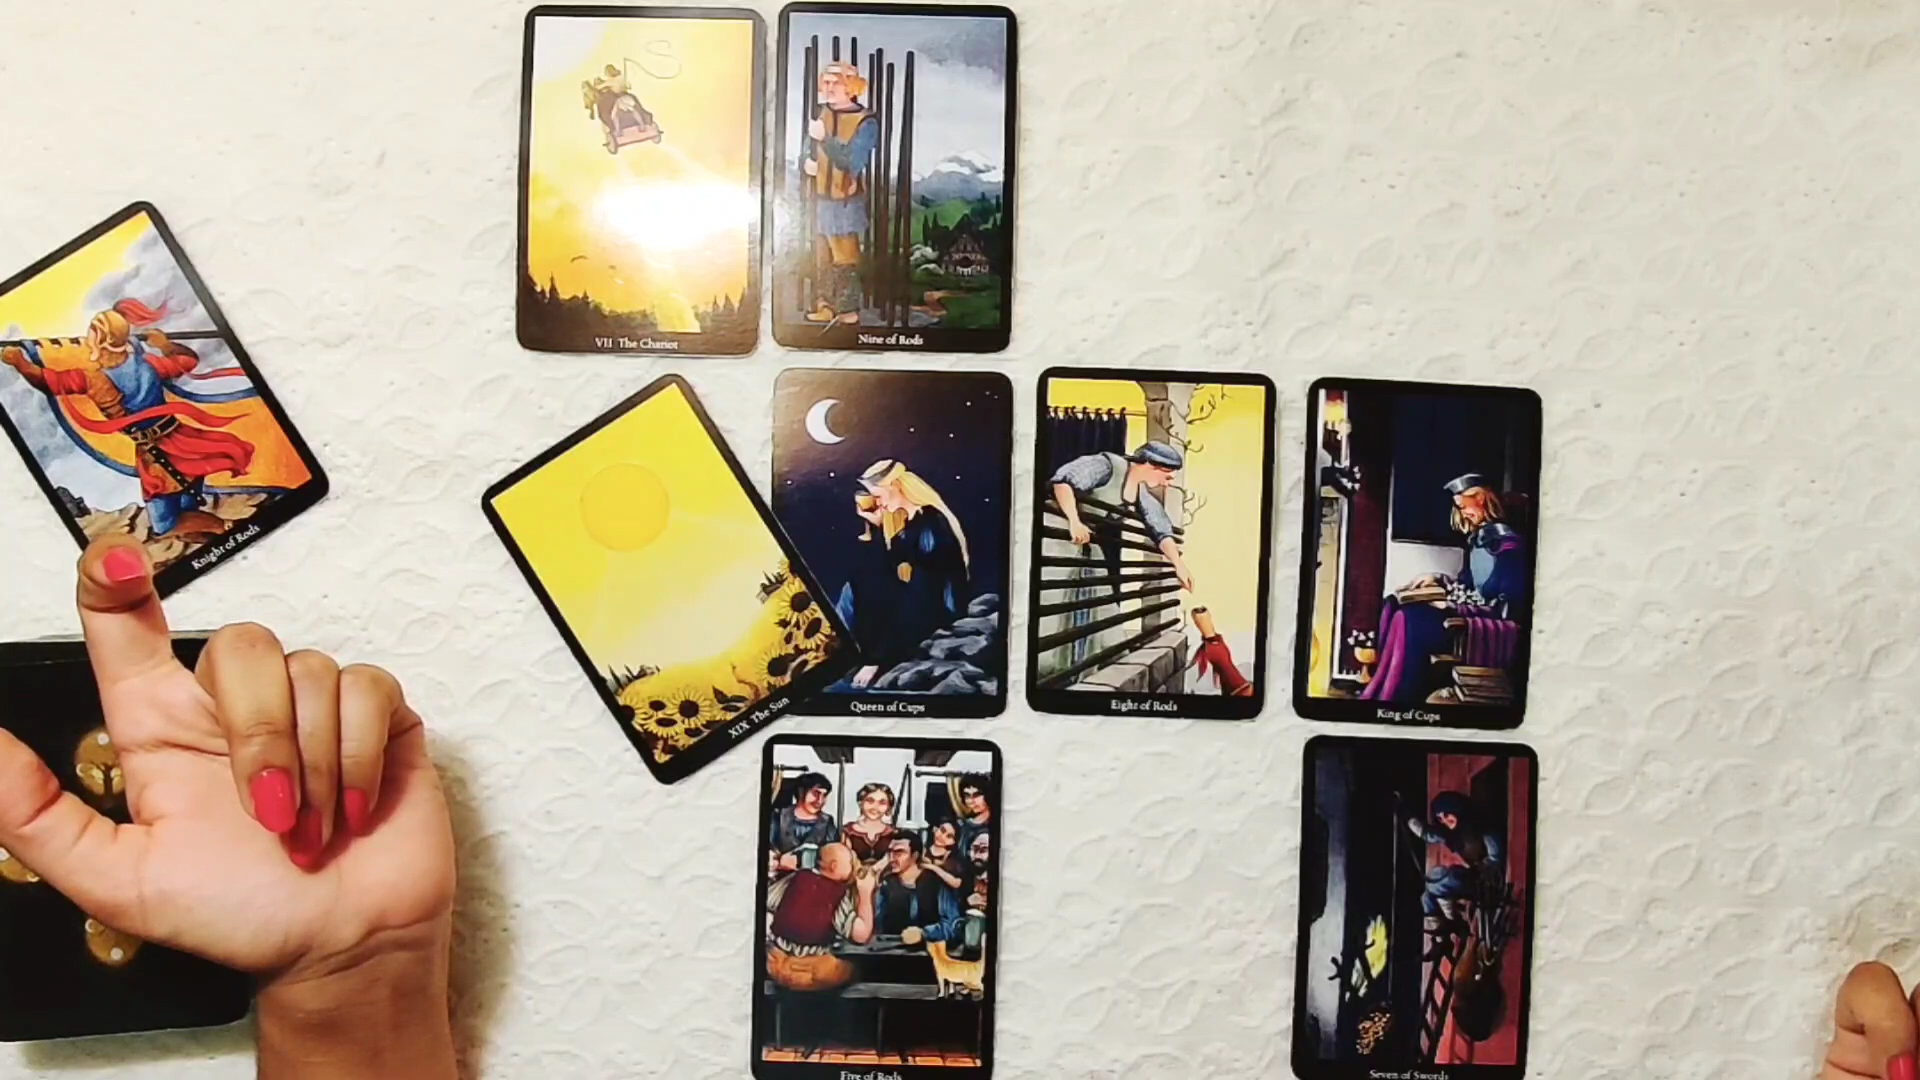 VII The Chariot
Nine of Rods
Knight of Rods
XIX The Sun
Queen of Cups
Eight of Rods
King of Cups
Five of Rods
Seven of Swords